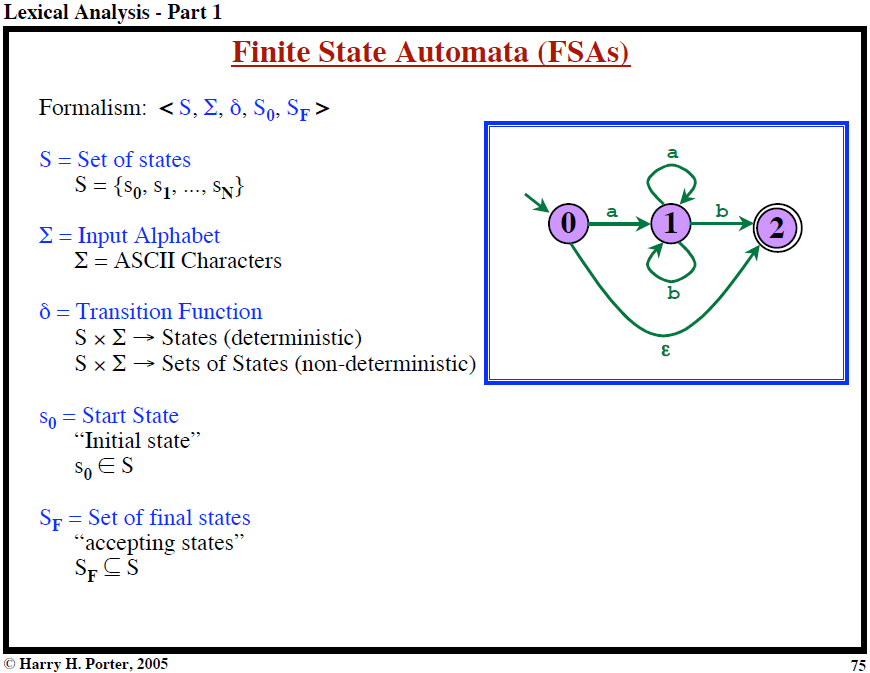 Lexical Analysis - Part 1
Finite State Automata (FSAs)
Formalism: < S, Σ, δ, S0, SF >
S = Set of states
S = {s0, s1, ..., sN}
Σ = Input Alphabet
Σ = ASCII Characters
δ = Transition Function
S × Σ → States (deterministic)
S × Σ → Sets of States (non-deterministic)
s0 = Start State
“Initial state”
s0 ∈ S
SF = Set of final states
“accepting states”
SF ⊆ S
a
0 a 1 b 2
b
ε
© Harry H. Porter, 2005
75